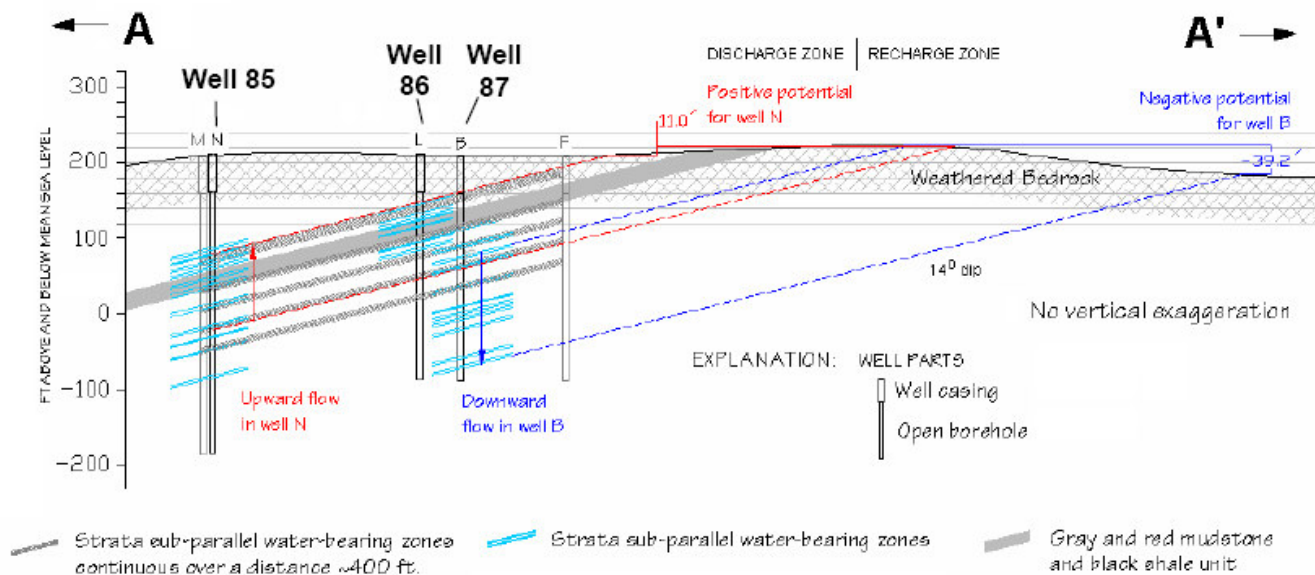 A
A'
Well 85
Well
86
Well
87
DISCHARGE ZONE
RECHARGE ZONE
Positive potential
for well N
11.0'
Negative potential
for well B
-39.2'
FT ABOVE AND BELOW MEAN SEA LEVEL
300
200
100
0
-100
-200
M N
L
B
F
Weathered Bedrock
14⁰ dip
No vertical exaggeration
Upward flow
in well N
Downward
flow in well B
EXPLANATION: WELL PARTS
Well casing
Open borehole
Strata sub-parallel water-bearing zones
continuous over a distance ~400 ft.
Strata sub-parallel water-bearing zones
Gray and red mudstone
and black shale unit